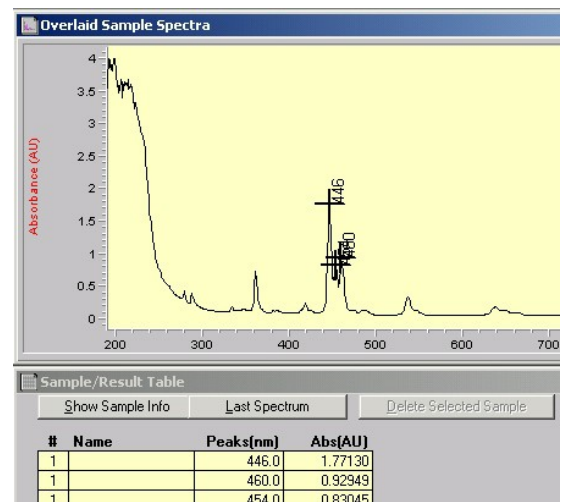 Overlaid Sample Spectra
Absorbance (AU)
4
3.5
3
2.5
2
1.5
1
0.5
0
446
460
200 300 400 500 600 700
Sample/Result Table
Show Sample Info Last Spectrum Delete Selected Sample
# Name Peaks(nm) Abs(AU)
1 446.0 1.77130
1 460.0 0.92949
1 454.0 0.83045